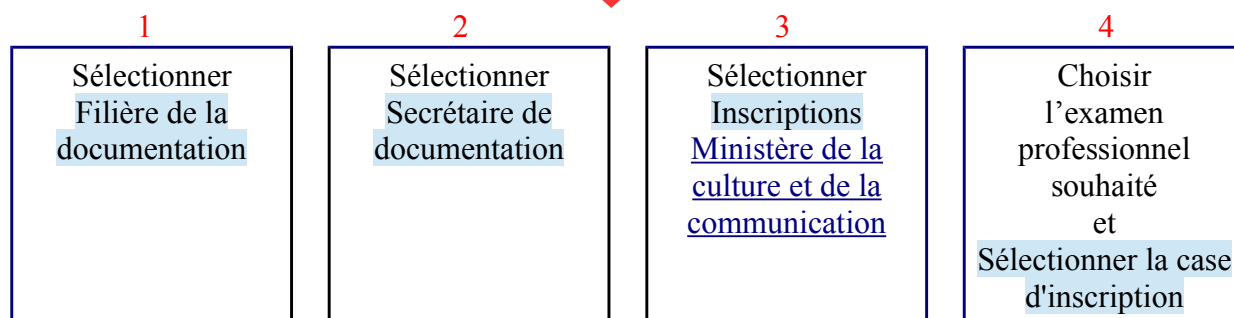 1
Sélectionner
Filière de la
documentation
2
Sélectionner
Secrétaire de
documentation
3
Sélectionner
Inscriptions
Ministère de la
culture et de la
communication
4
Choisir
l’examen
professionnel
souhaité
et
Sélectionner la case
d'inscription